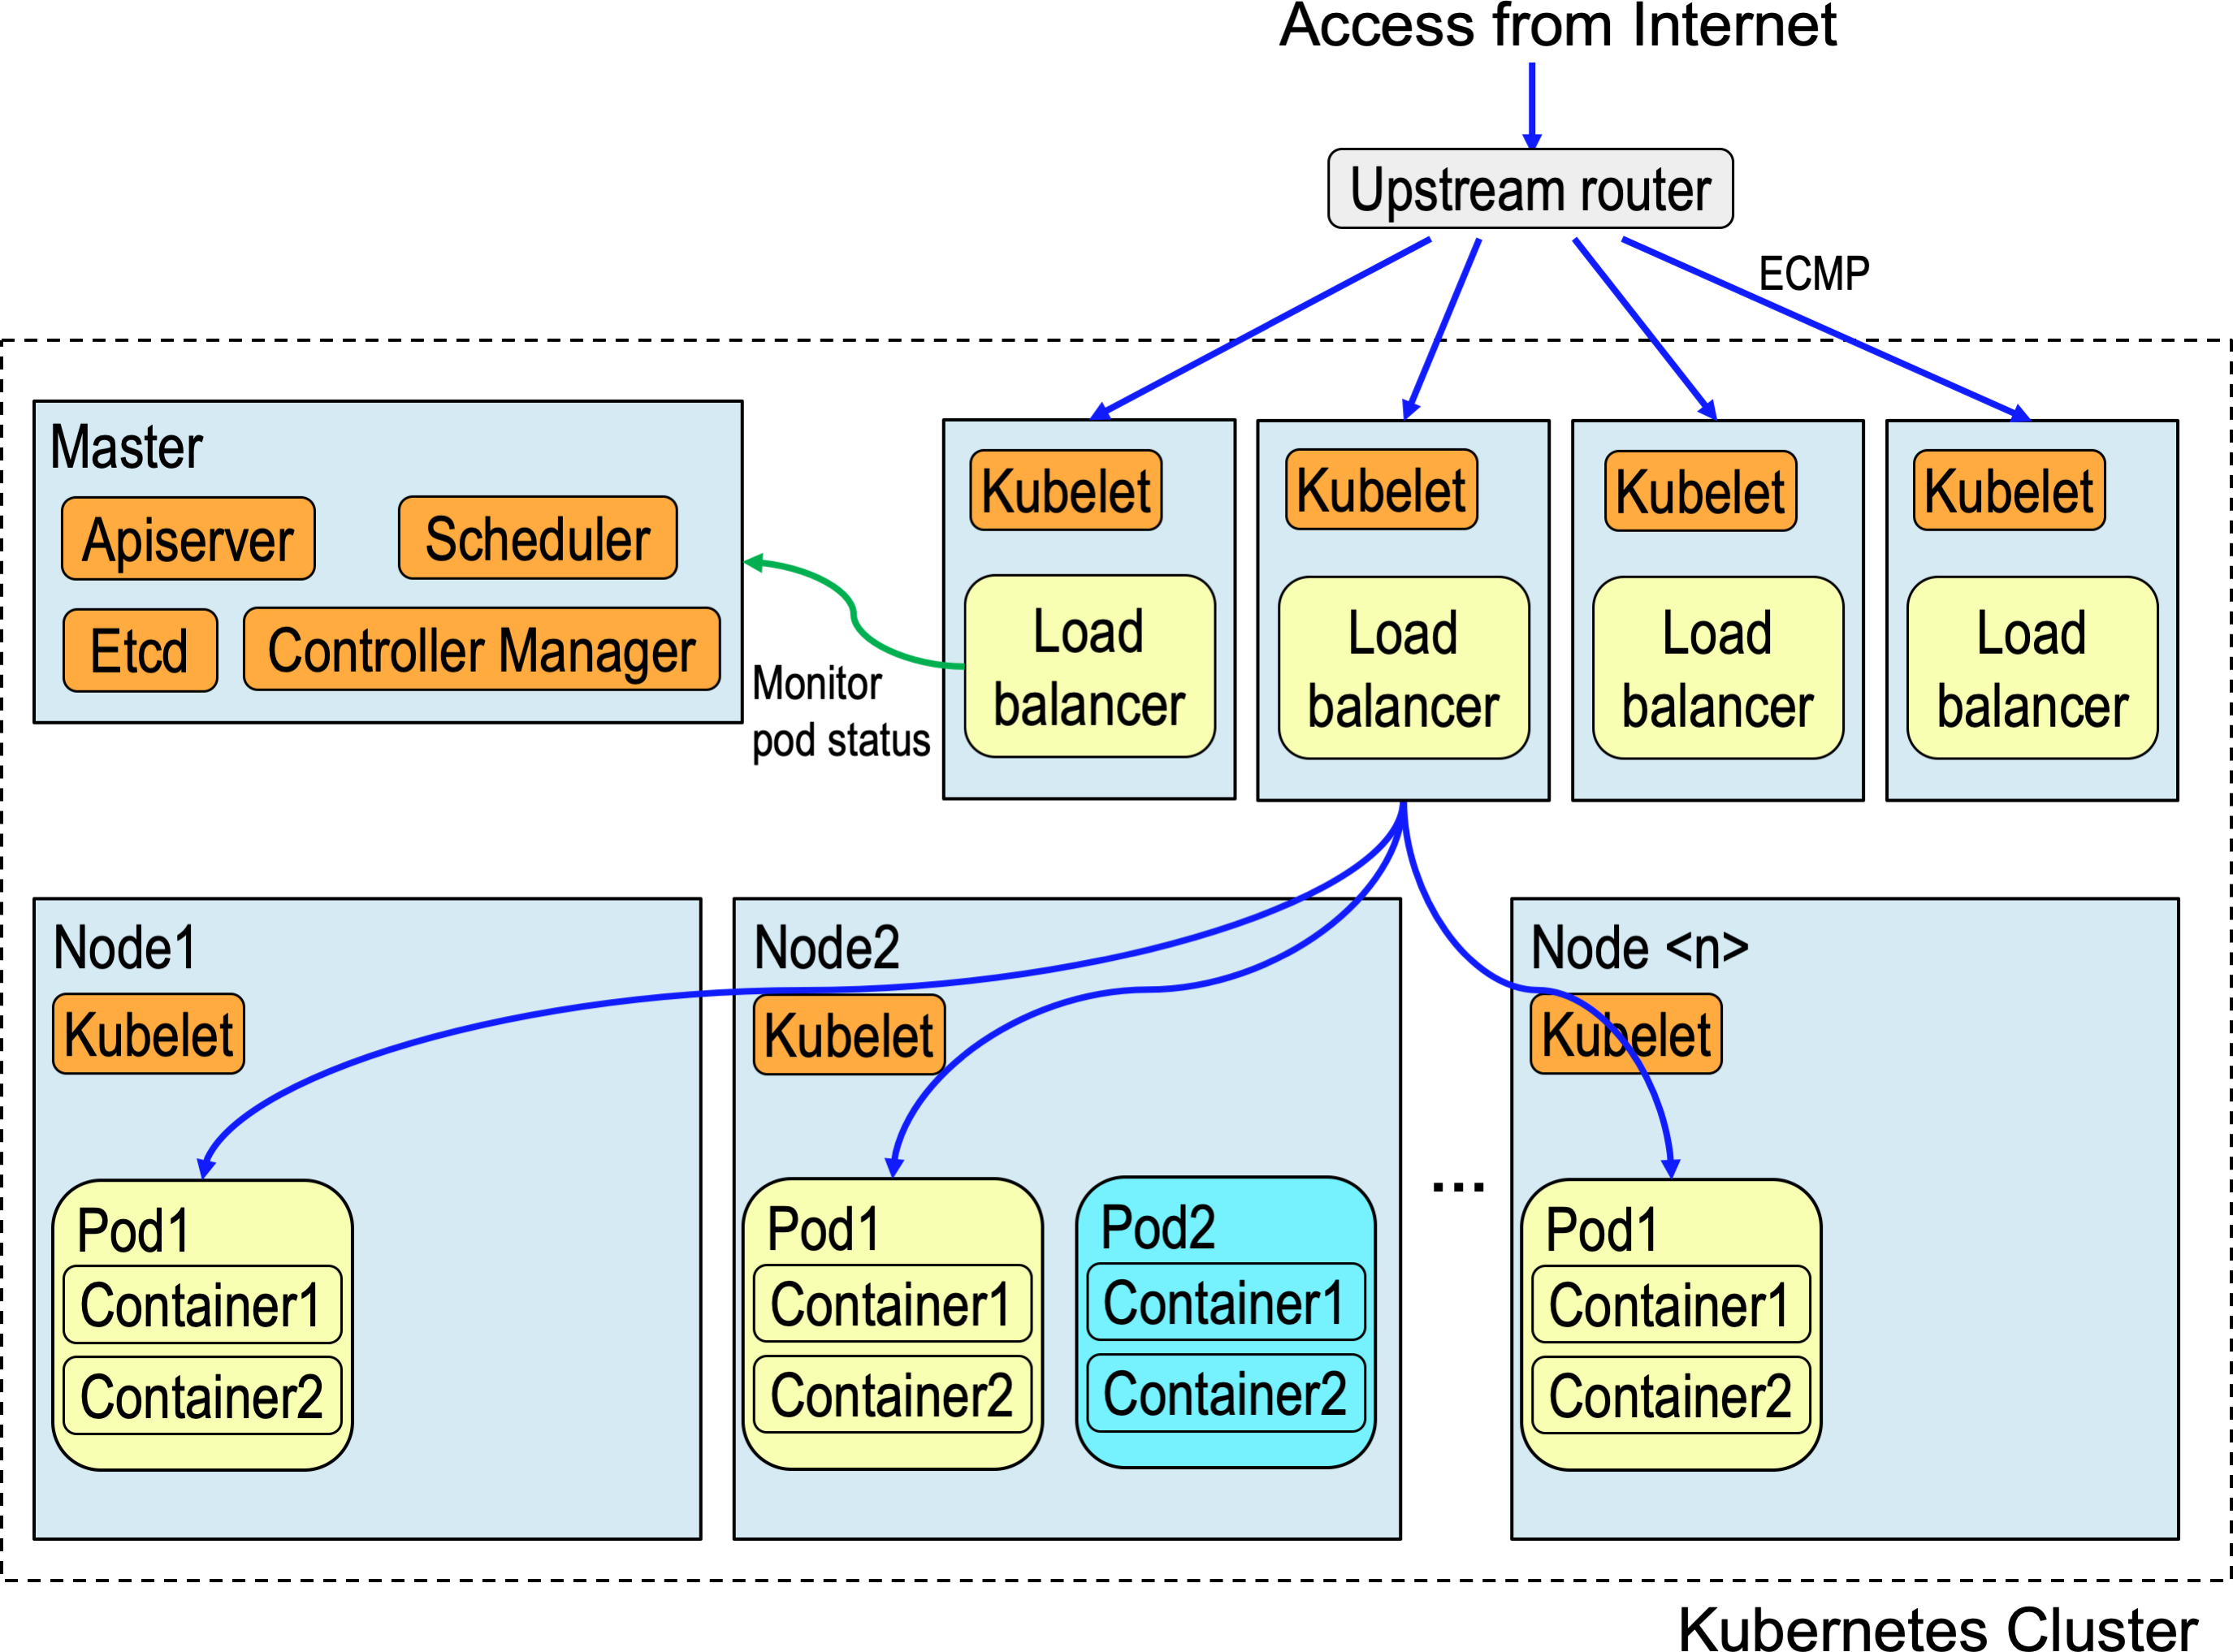 Access from Internet
Upstream router
ECMP
Master
Apiserver
Scheduler
Etcd
Controller Manager
Monitor
pod status
Kubelet
Load
balancer
Kubelet
Load
balancer
Kubelet
Load
balancer
Kubelet
Load
balancer
Node1
Kubelet
Pod1
Container1
Container2
Node2
Kubelet
Pod1
Container1
Container2
Pod2
Container1
Container2
...
Node <n>
Kubelet
Pod1
Container1
Container2
Kubernetes Cluster